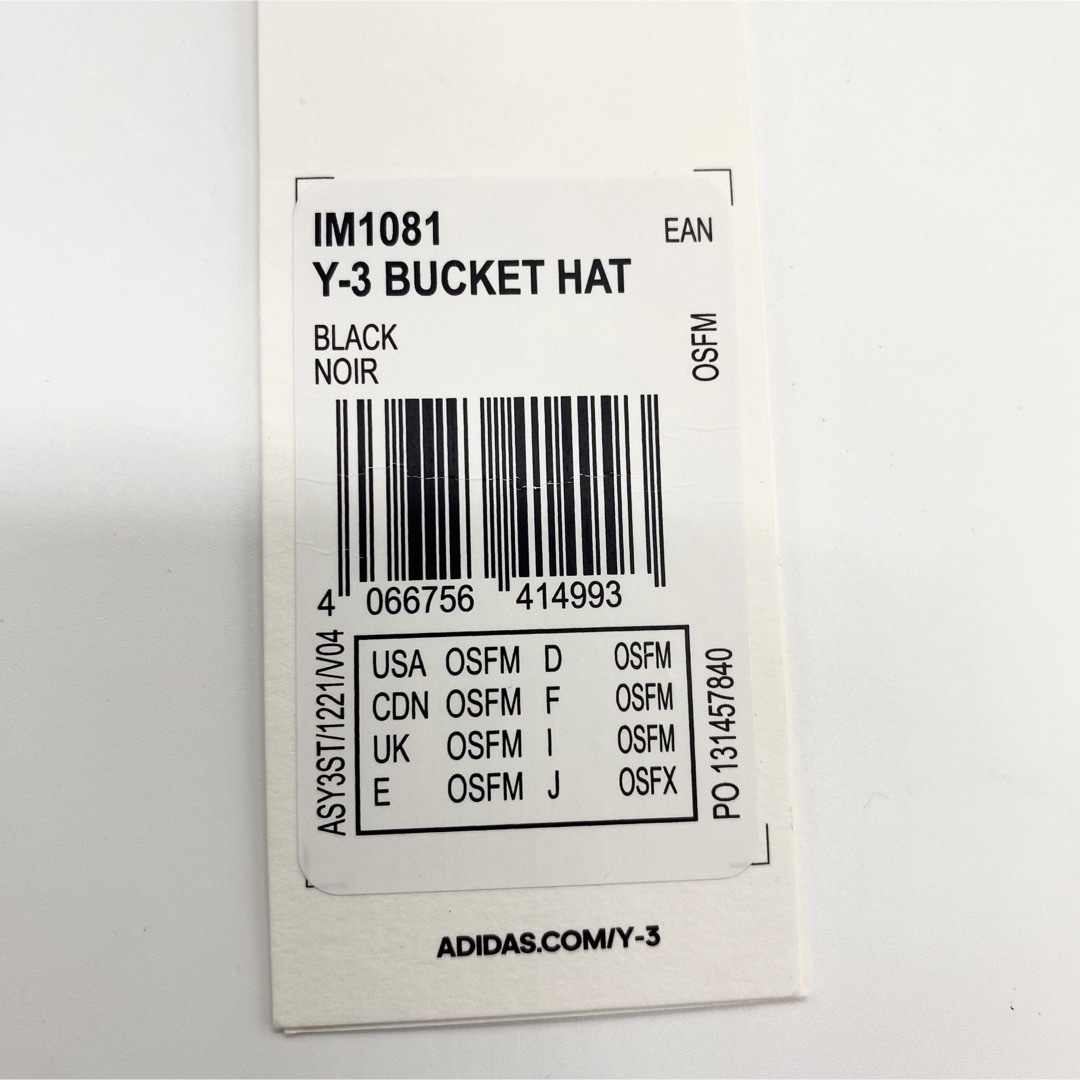 IM1081 EAN
Y-3 BUCKET HAT
BLACK
NOIR
OSFM
4 066756 414993
ASY3ST/1221/V04
USA OSFM D OSFM
CDN OSFM F OSFM
UK OSFM I OSFM
E OSFM J OSFX
PO 131457840
ADIDAS.COM/Y-3